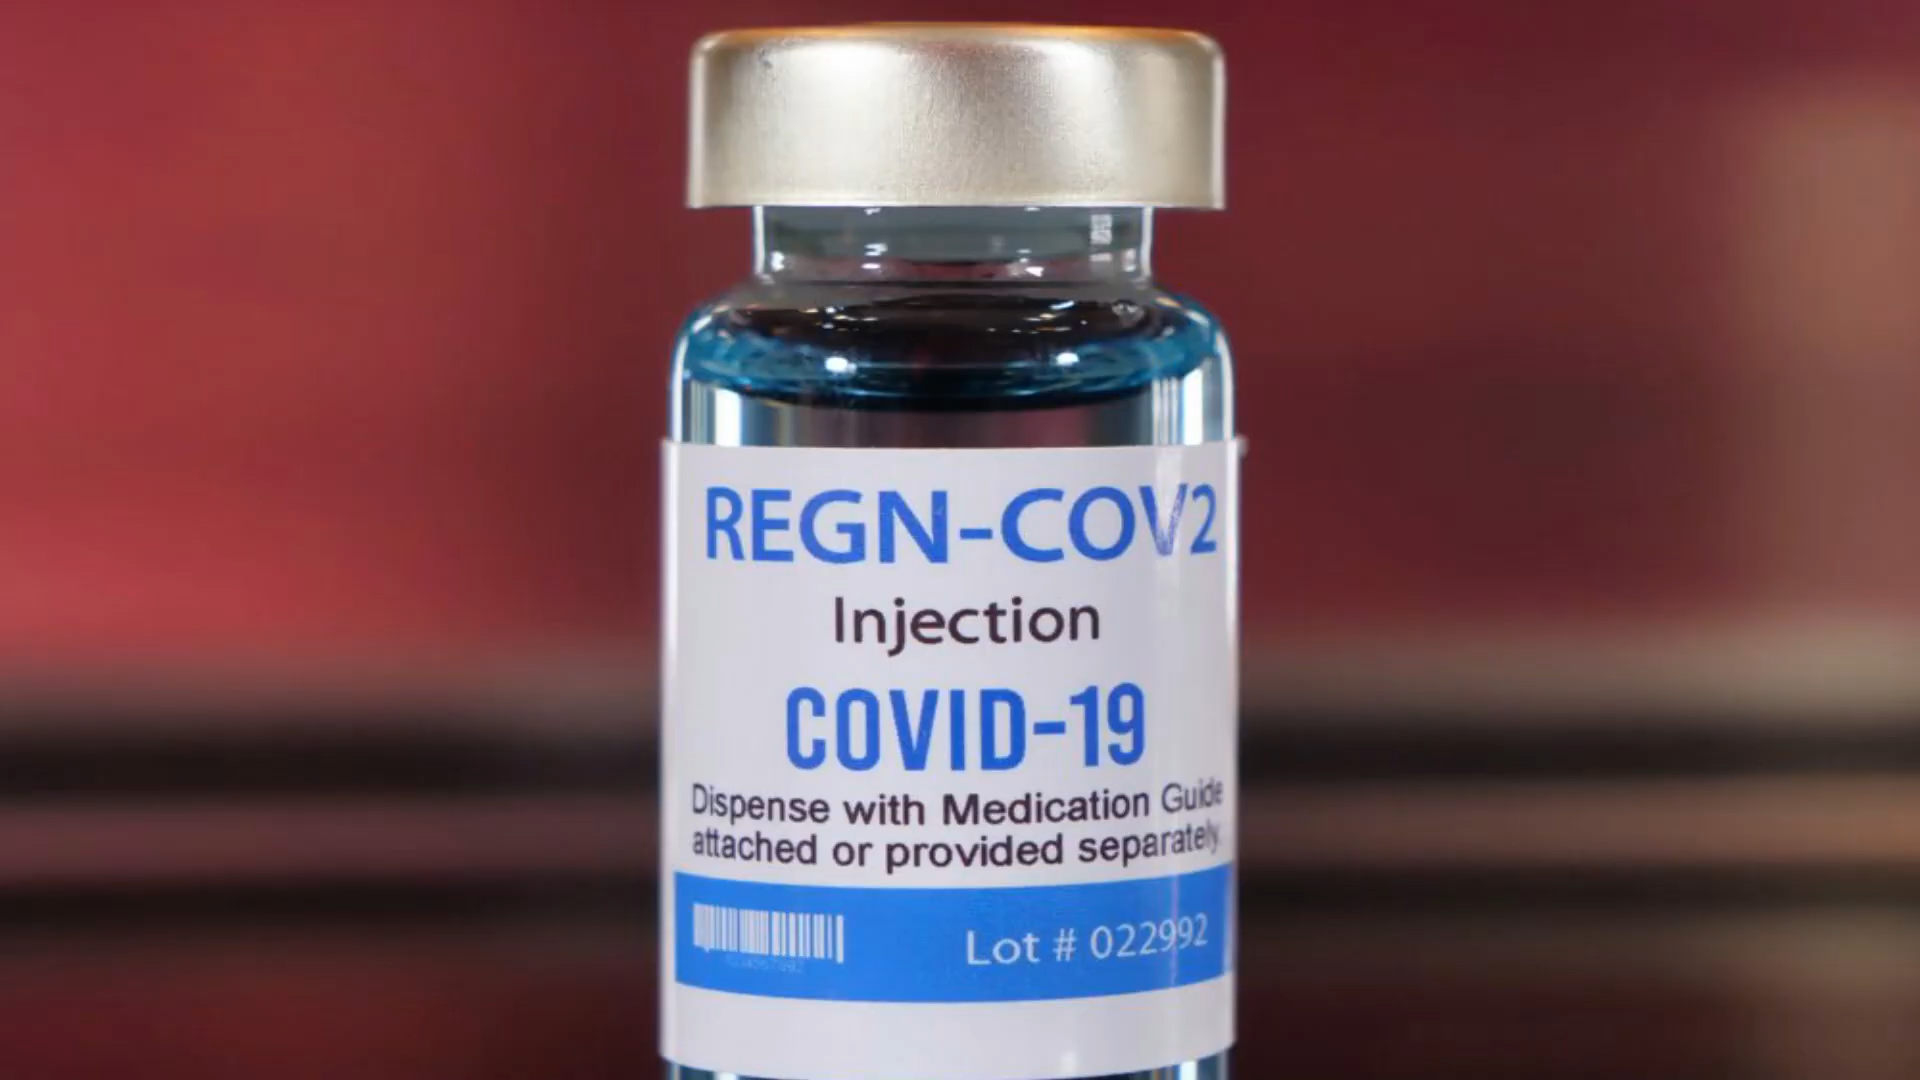 REGN-COV2
Injection
COVID-19
Dispense with Medication Guide
attached or provided separately.
Lot # 022992